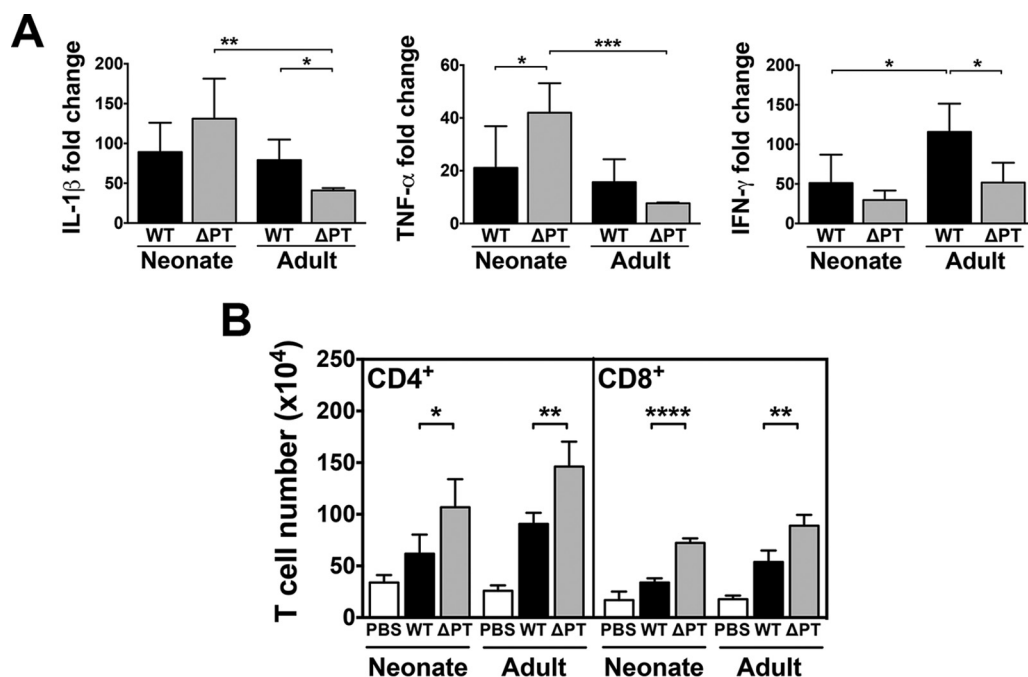 A
IL-1β fold change
200
150
100
50
0
**
*
WT ΔPT WT ΔPT
Neonate Adult
TNF-α fold change
60
40
20
0
*
***
WT ΔPT WT ΔPT
Neonate Adult
IFN-γ fold change
200
150
100
50
0
*
*
WT ΔPT WT ΔPT
Neonate Adult
B
T cell number (x10⁴)
250
200
150
100
50
0
CD4⁺
CD8⁺
*
**
****
**
PBS WT ΔPT PBS WT ΔPT PBS WT ΔPT PBS WT ΔPT
Neonate Adult Neonate Adult